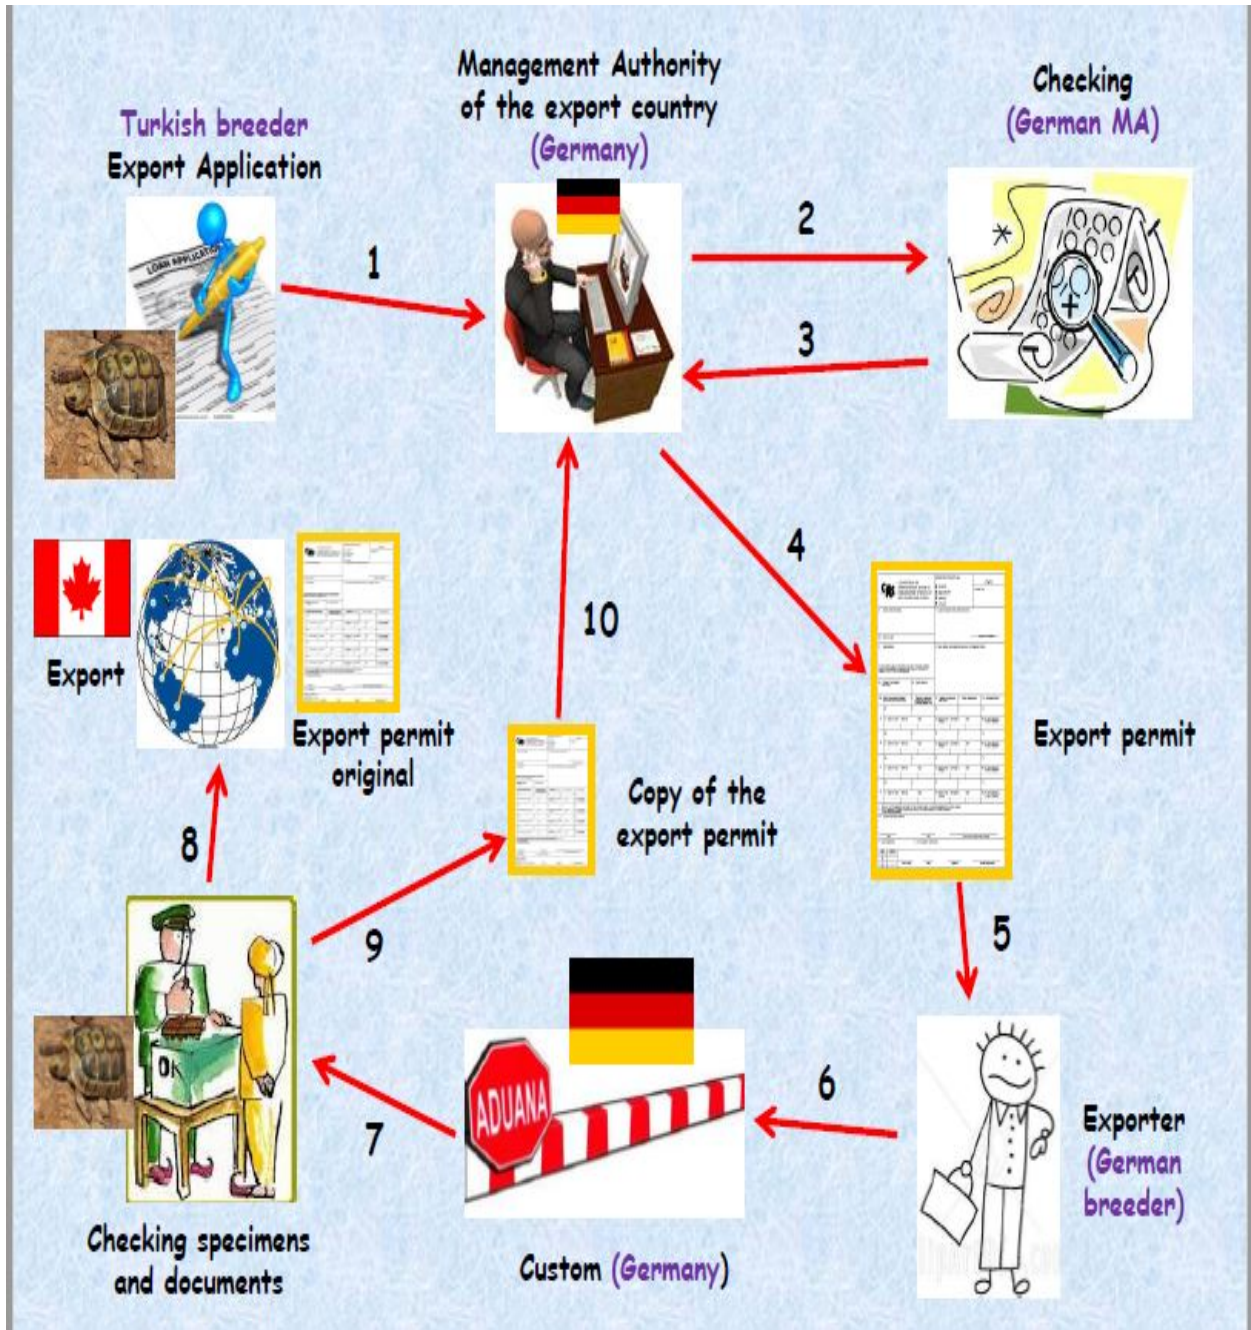 Management Authority
of the export country
(Germany)
Checking
(German MA)
Turkish breeder
Export Application
LOAN APPLICATION
1
2
3
4
10
Export
Export permit
original
Export permit
Copy of the
export permit
8
9
5
OK
ADUANA
7
6
Exporter
(German
breeder)
Checking specimens
and documents
Custom (Germany)